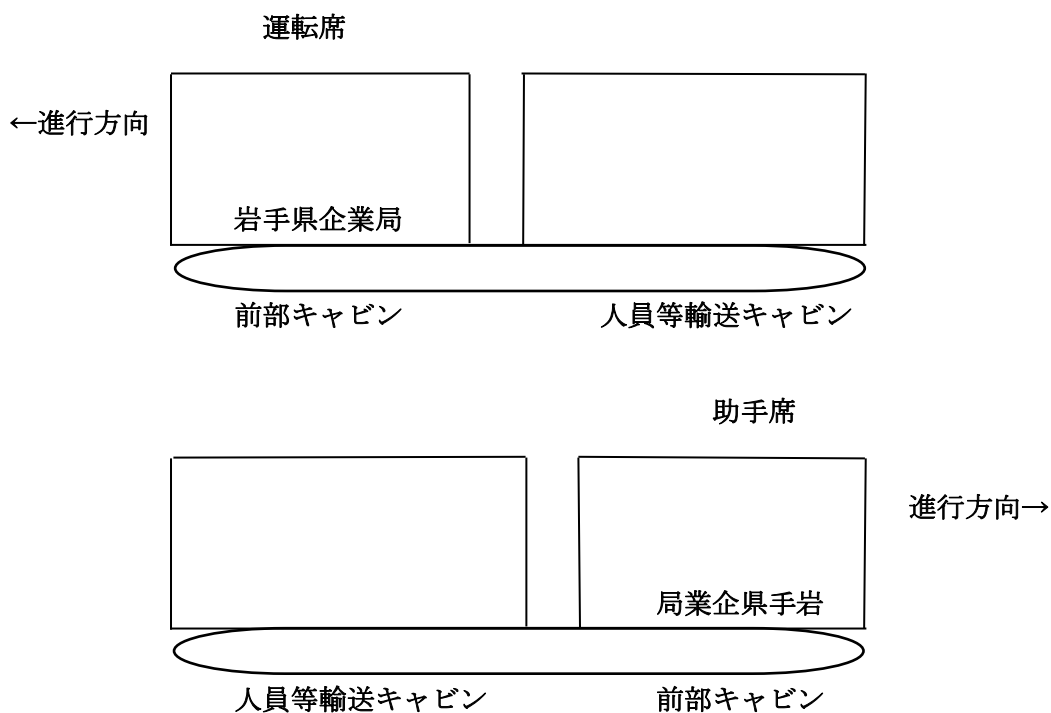 運転席
←進行方向
岩手県企業局
前部キャビン 人員等輸送キャビン
助手席
進行方向→
局業企県手岩
人員等輸送キャビン 前部キャビン